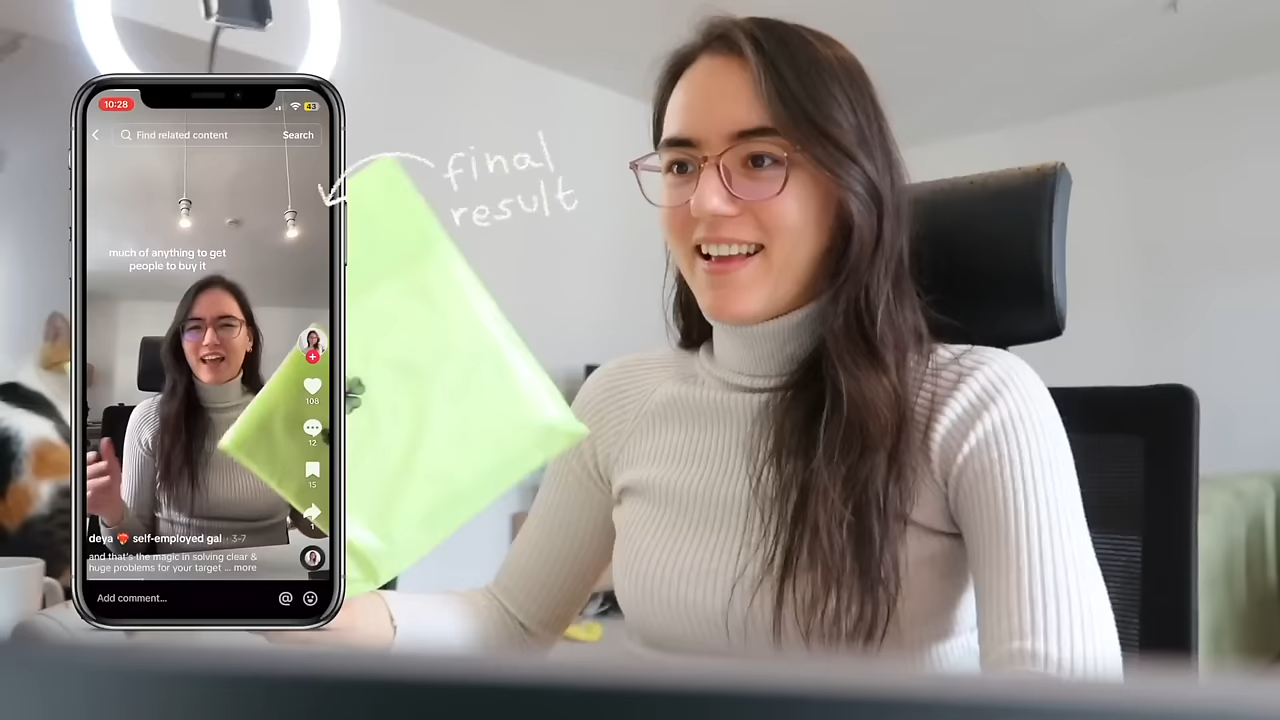 10:28
43
Find related content
Search
final
result
much of anything to get
people to buy it
108
12
15
1
deya ❤️‍🔥 self-employed gal · 3-7
and that's the magic in solving clear &
huge problems for your target ... more
Add comment...